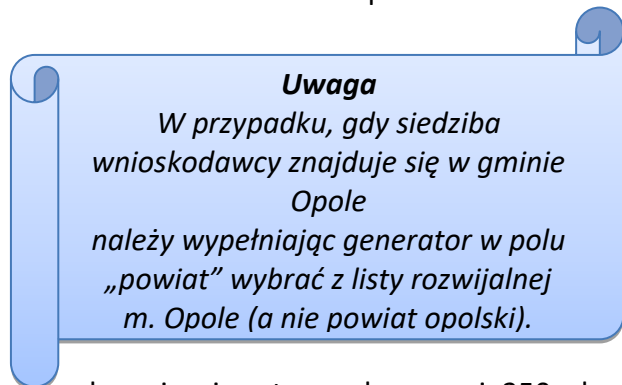 Uwaga
W przypadku, gdy siedziba
wnioskodawcy znajduje się w gminie
Opole
należy wypełniając generator w polu
„powiat” wybrać z listy rozwijalnej
m. Opole (a nie powiat opolski).